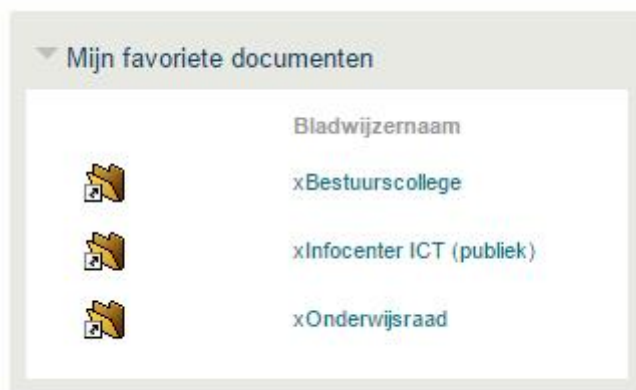 Mijn favoriete documenten
Bladwijzernaam
xBestuurscollege
xInfocenter ICT (publiek)
xOnderwijsraad